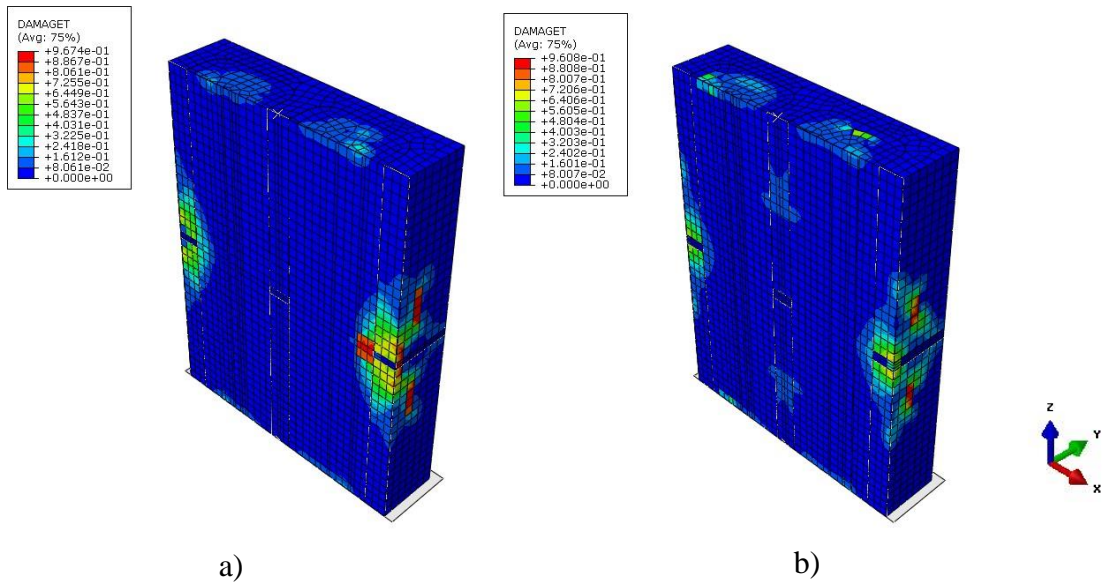 DAMAGET
(Avg: 75%)
+9.674e-01
+8.867e-01
+8.061e-01
+7.255e-01
+6.449e-01
+5.643e-01
+4.837e-01
+4.031e-01
+3.225e-01
+2.418e-01
+1.612e-01
+8.061e-02
+0.000e+00
DAMAGET
(Avg: 75%)
+9.608e-01
+8.808e-01
+8.007e-01
+7.206e-01
+6.406e-01
+5.605e-01
+4.804e-01
+4.003e-01
+3.203e-01
+2.402e-01
+1.601e-01
+8.007e-02
+0.000e+00
Z
Y
X
a)
b)